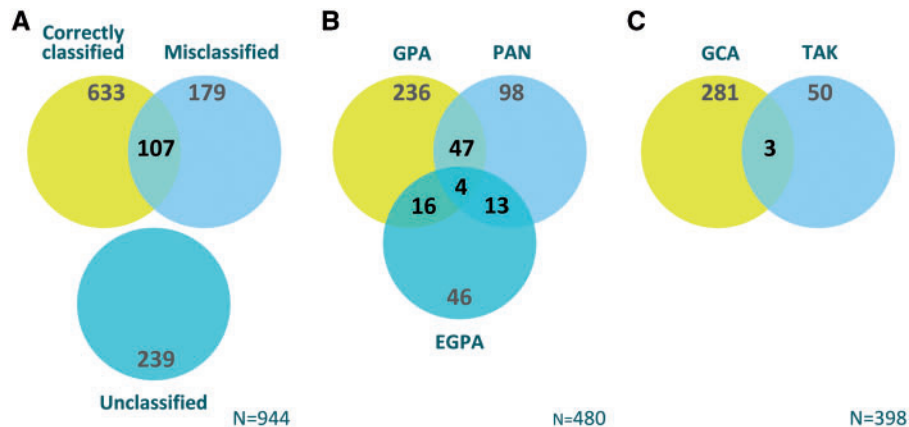 A
Correctly
classified
Misclassified
633
179
107
239
Unclassified
N=944
B
GPA
PAN
236
98
47
4
16
13
46
EGPA
N=480
C
GCA
TAK
281
50
3
N=398